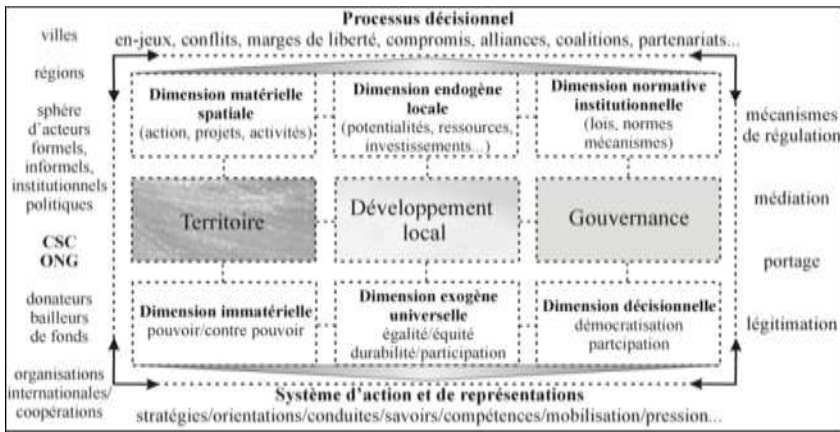 Processus décisionnel
en-jeux, conflits, marges de liberté, compromis, alliances, coalitions, partenariats...
villes
régions
sphère
d'acteurs
formels,
informels,
institutionnels
politiques
CSC
ONG
donateurs
bailleurs
de fonds
organisations
internationales/
coopérations
Dimension matérielle
spatiale
(action, projets, activités)
Dimension endogène
locale
(potentialités, ressources,
investissements...)
Dimension normative
institutionnelle
(lois, normes
mécanismes)
Territoire
Développement
local
Gouvernance
Dimension immatérielle
pouvoir/contre pouvoir
Dimension exogène
universelle
égalité/équité
durabilité/participation
Dimension décisionnelle
démocratisation
partcipation
mécanismes
de régulation
médiation
portage
légitimation
Système d'action et de représentations
stratégies/orientations/conduites/savoirs/compétences/mobilisation/pression...